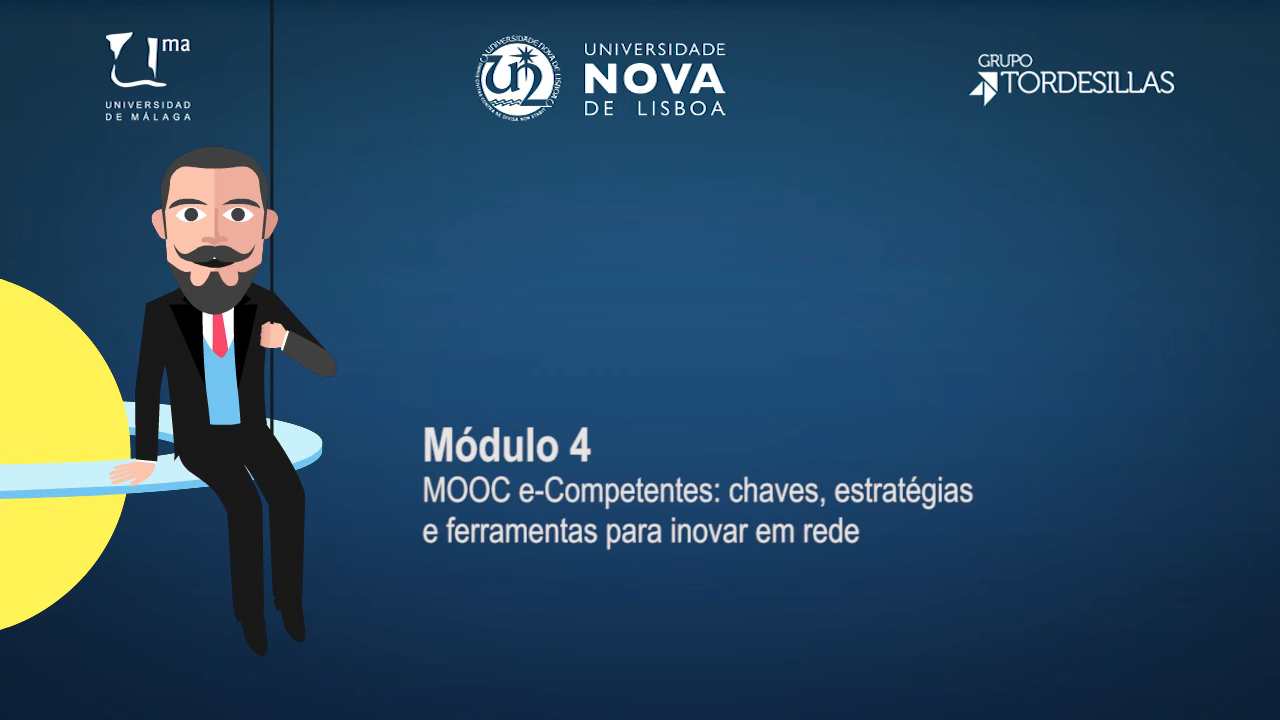 uma
UNIVERSIDAD
DE MÁLAGA
UNIVERSIDADE
NOVA
DE LISBOA
GRUPO
TORDESILLAS
Módulo 4
MOOC e-Competentes: chaves, estratégias
e ferramentas para inovar em rede